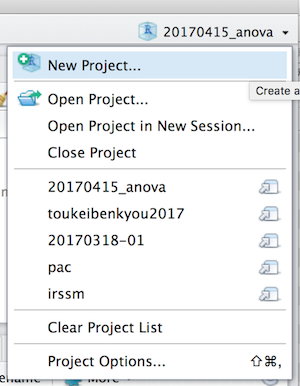 20170415_anova
New Project...
Create a
Open Project...
Open Project in New Session...
Close Project
20170415_anova
toukeibenkyou2017
20170318-01
pac
irssm
Clear Project List
Project Options... ⇧⌘,
ename
More